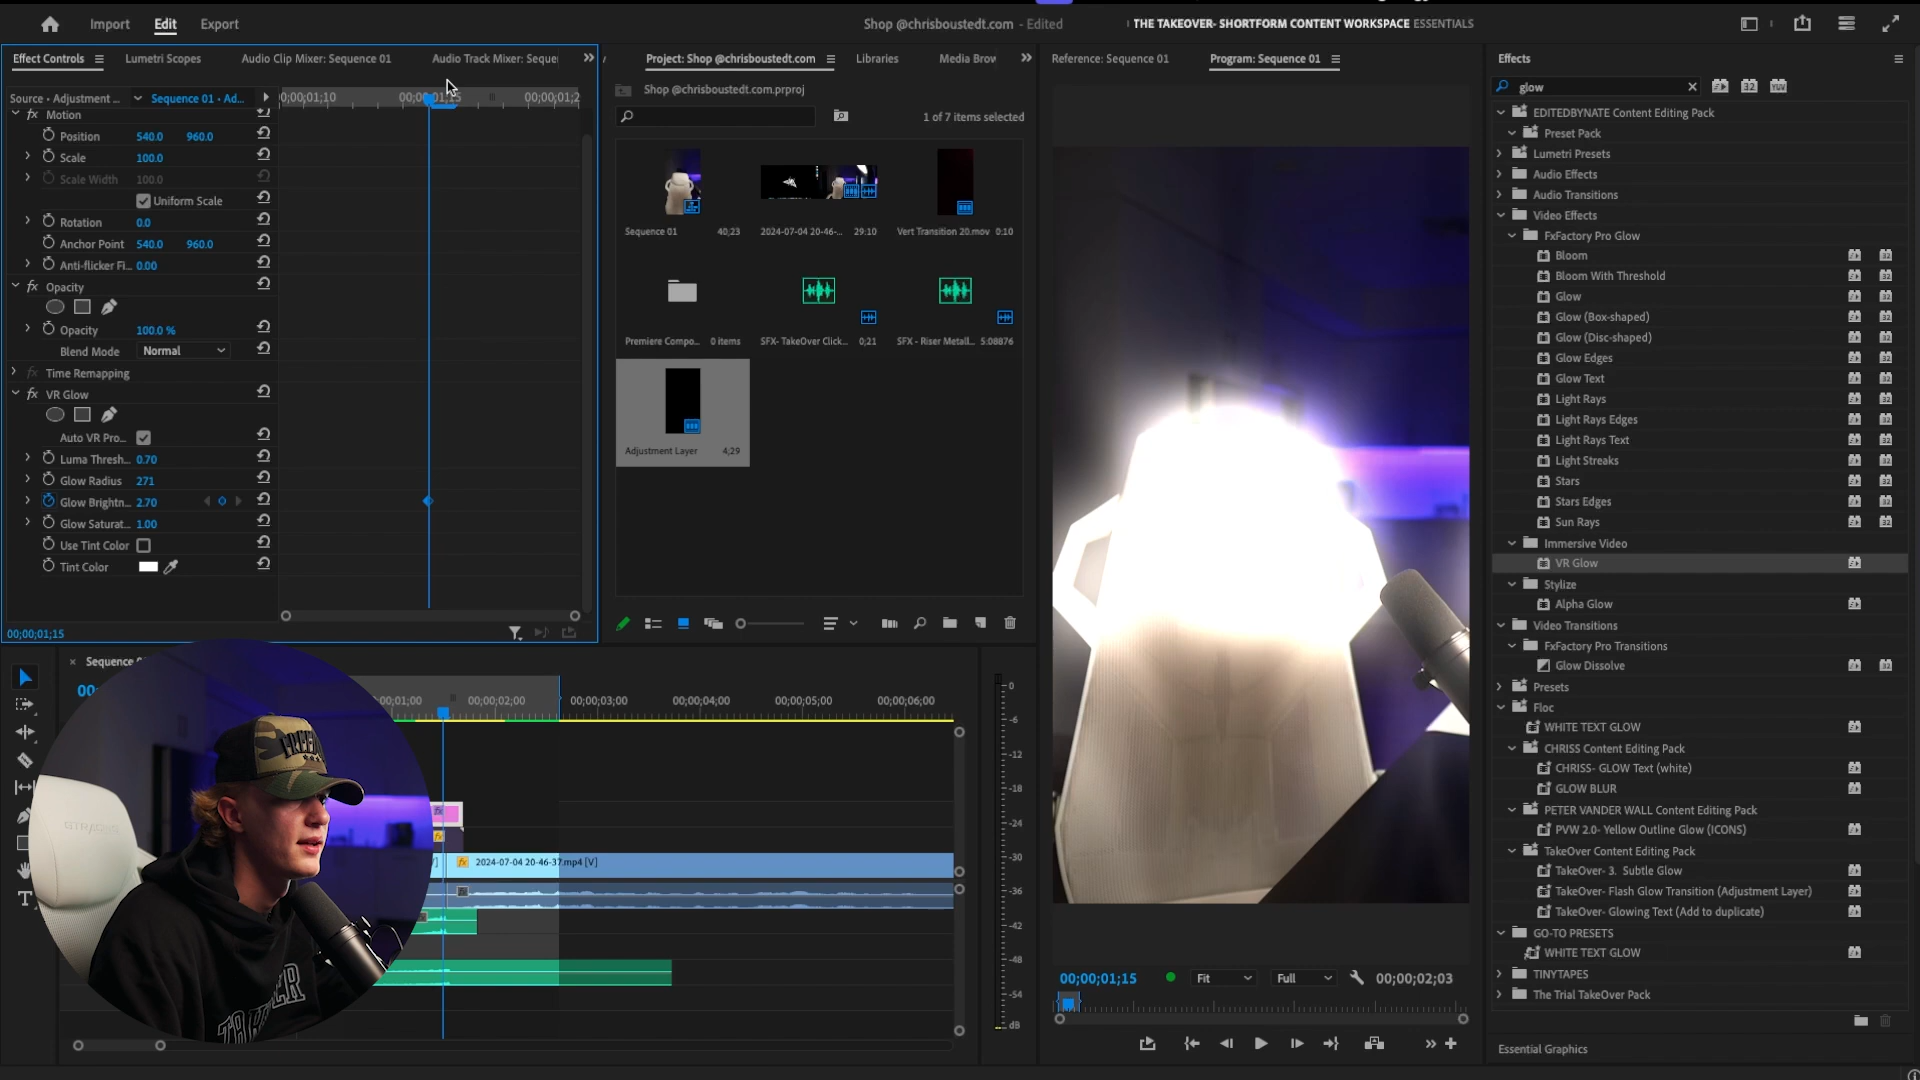 Import
Edit
Export
Shop @chrisboustedt.com - Edited
THE TAKEOVER- SHORTFORM CONTENT WORKSPACE
ESSENTIALS
Effect Controls
Lumetri Scopes
Audio Clip Mixer: Sequence 01
Audio Track Mixer: Seque
Source • Adjustment ...
Sequence 01 • Ad...
00;00;01;15
Motion
Position 540.0 960.0
Scale 100.0
Scale Width 100.0
Uniform Scale
Rotation 0.0
Anchor Point 540.0 960.0
Anti-flicker Fi... 0.00
Opacity
Opacity 100.0 %
Blend Mode Normal
Time Remapping
VR Glow
Auto VR Pro...
Luma Thresh... 0.70
Glow Radius 271
Glow Brightn... 2.70
Glow Saturat... 1.00
Use Tint Color
Tint Color
00;00;01;15
Project: Shop @chrisboustedt.com
Libraries
Media Brow
Shop @chrisboustedt.com.prproj
1 of 7 items selected
Sequence 01 40;23
2024-07-04 20-46-... 29:10
Vert Transition 20.mov 0:10
Premiere Compo... 0 items
SFX- TakeOver Click... 0;21
SFX - Riser Metall... 5:08876
Adjustment Layer 4;29
Reference: Sequence 01
Program: Sequence 01
00;00;01;15
Fit
Full
00;00;02;03
Effects
glow
EDITEDBYNATE Content Editing Pack
Preset Pack
Lumetri Presets
Audio Effects
Audio Transitions
Video Effects
FxFactory Pro Glow
Bloom
Bloom With Threshold
Glow
Glow (Box-shaped)
Glow (Disc-shaped)
Glow Edges
Glow Text
Light Rays
Light Rays Edges
Light Rays Text
Light Streaks
Stars
Stars Edges
Sun Rays
Immersive Video
VR Glow
Stylize
Alpha Glow
Video Transitions
FxFactory Pro Transitions
Glow Dissolve
Presets
Floc
WHITE TEXT GLOW
CHRISS Content Editing Pack
CHRISS- GLOW Text (white)
GLOW BLUR
PETER VANDER WALL Content Editing Pack
PVW 2.0- Yellow Outline Glow (ICONS)
TakeOver Content Editing Pack
TakeOver- 3. Subtle Glow
TakeOver- Flash Glow Transition (Adjustment Layer)
TakeOver- Glowing Text (Add to duplicate)
GO-TO PRESETS
WHITE TEXT GLOW
TINYTAPES
The Trial TakeOver Pack
Essential Graphics
00;00;02;00
00;00;03;00
00;00;04;00
00;00;05;00
00;00;06;00
2024-07-04 20-46-37.mp4 [V]
0
-6
-12
-18
-24
-30
-36
-42
-48
-54
dB